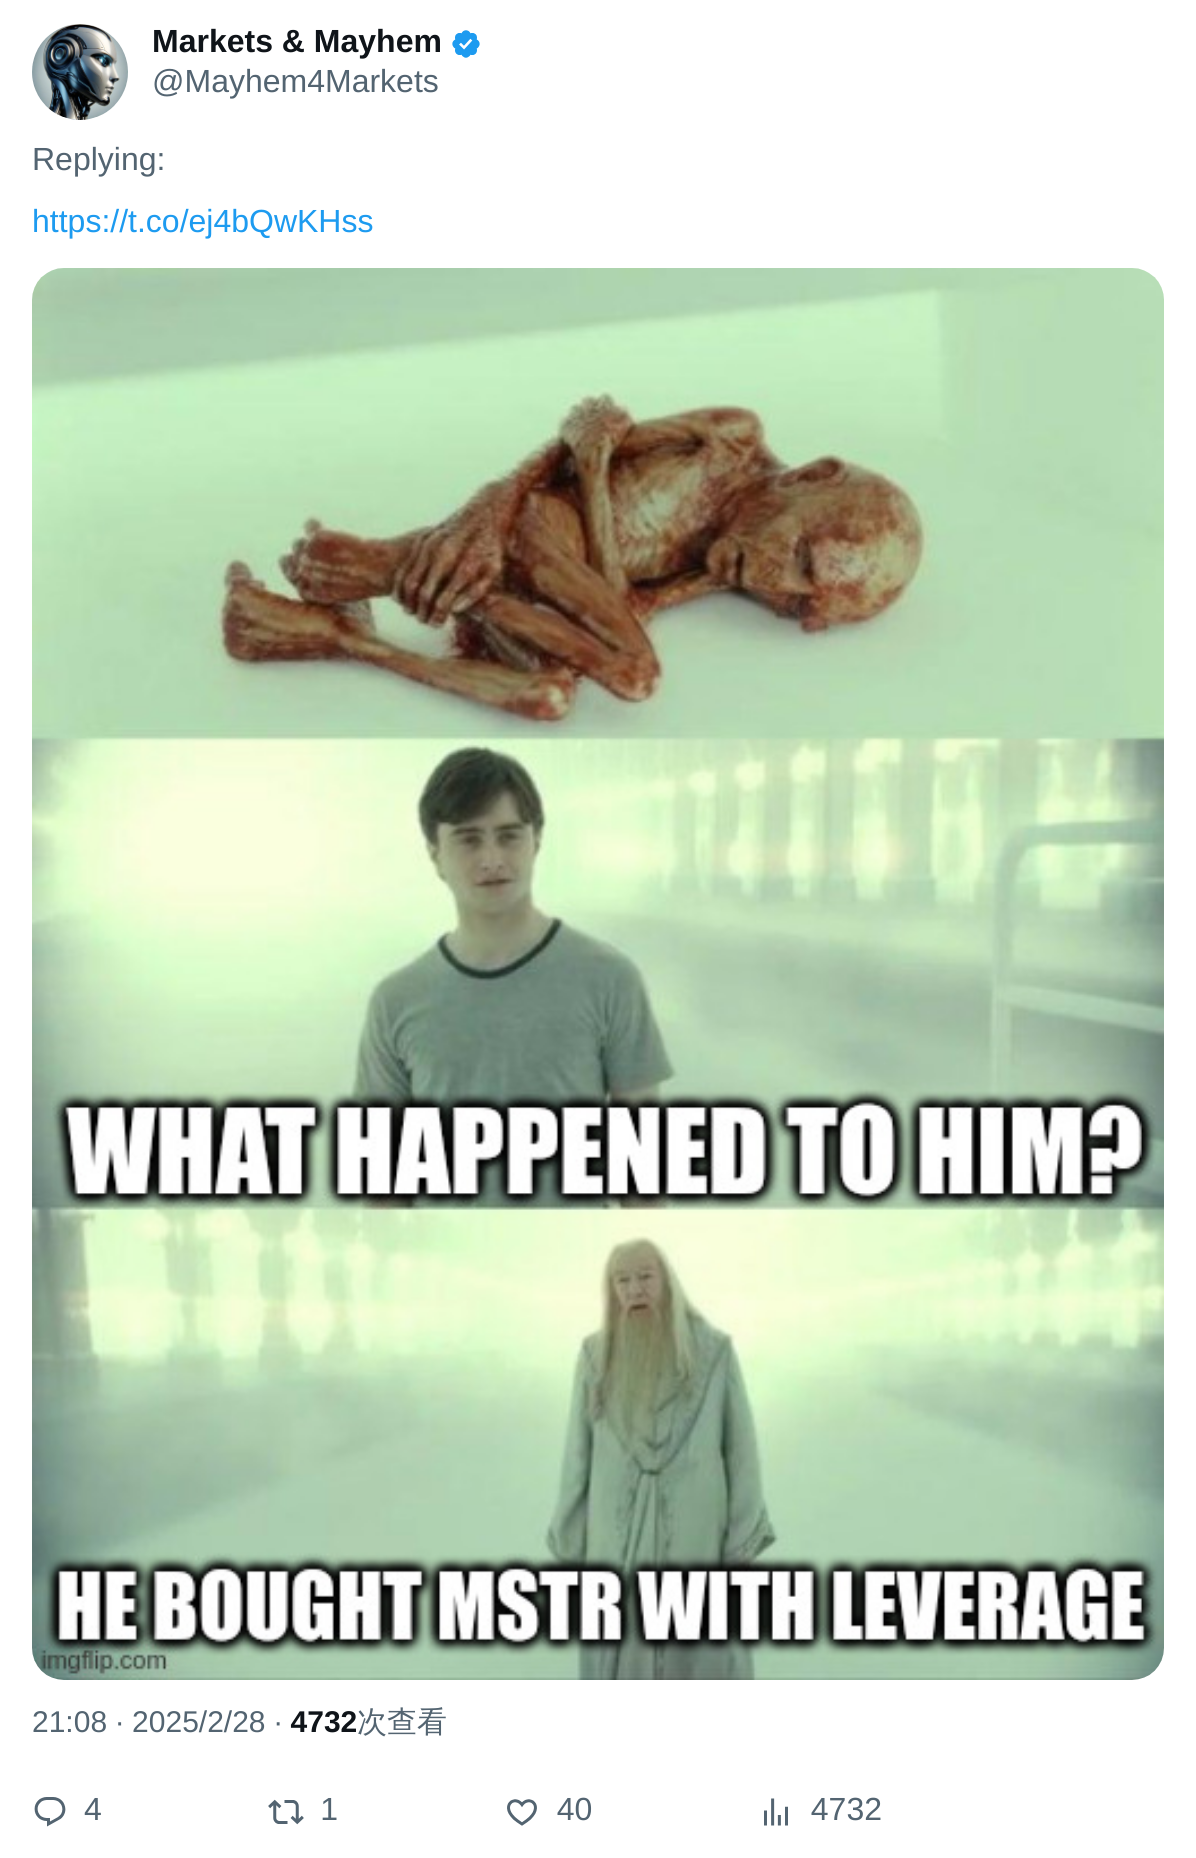 Markets & Mayhem
@Mayhem4Markets
Replying:
https://t.co/ej4bQwKHss
WHAT HAPPENED TO HIM?
HE BOUGHT MSTR WITH LEVERAGE
imgflip.com
21:08 · 2025/2/28 · 4732次查看
4 1 40 4732